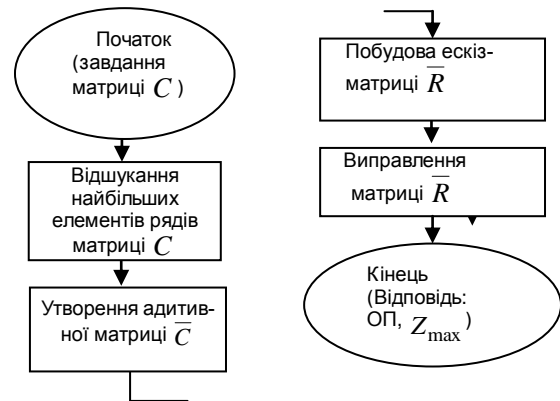 Початок
(завдання
матриці C )
Відшукання
найбільших
елементів рядів
матриці C
Утворення адитив-
ної матриці C̅
Побудова ескіз-
матриці R̅
Виправлення
матриці R̅
Кінець
(Відповідь:
ОП, Zmax )